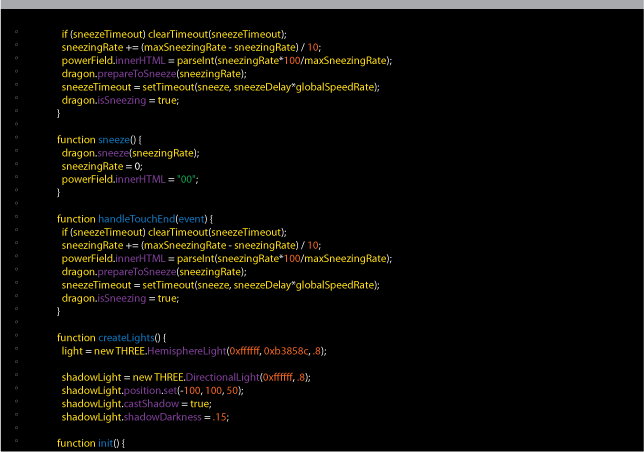 if (sneezeTimeout) clearTimeout(sneezeTimeout);
sneezingRate += (maxSneezingRate - sneezingRate) / 10;
powerField.innerHTML = parseInt(sneezingRate*100/maxSneezingRate);
dragon.prepareToSneeze(sneezingRate);
sneezeTimeout = setTimeout(sneeze, sneezeDelay*globalSpeedRate);
dragon.isSneezing = true;
}
function sneeze() {
dragon.sneeze(sneezingRate);
sneezingRate = 0;
powerField.innerHTML = "00";
}
function handleTouchEnd(event) {
if (sneezeTimeout) clearTimeout(sneezeTimeout);
sneezingRate += (maxSneezingRate - sneezingRate) / 10;
powerField.innerHTML = parseInt(sneezingRate*100/maxSneezingRate);
dragon.prepareToSneeze(sneezingRate);
sneezeTimeout = setTimeout(sneeze, sneezeDelay*globalSpeedRate);
dragon.isSneezing = true;
}
function createLights() {
light = new THREE.HemisphereLight(0xffffff, 0xb3858c, .8);
shadowLight = new THREE.DirectionalLight(0xffffff, .8);
shadowLight.position.set(-100, 100, 50);
shadowLight.castShadow = true;
shadowLight.shadowDarkness = .15;
function init() {